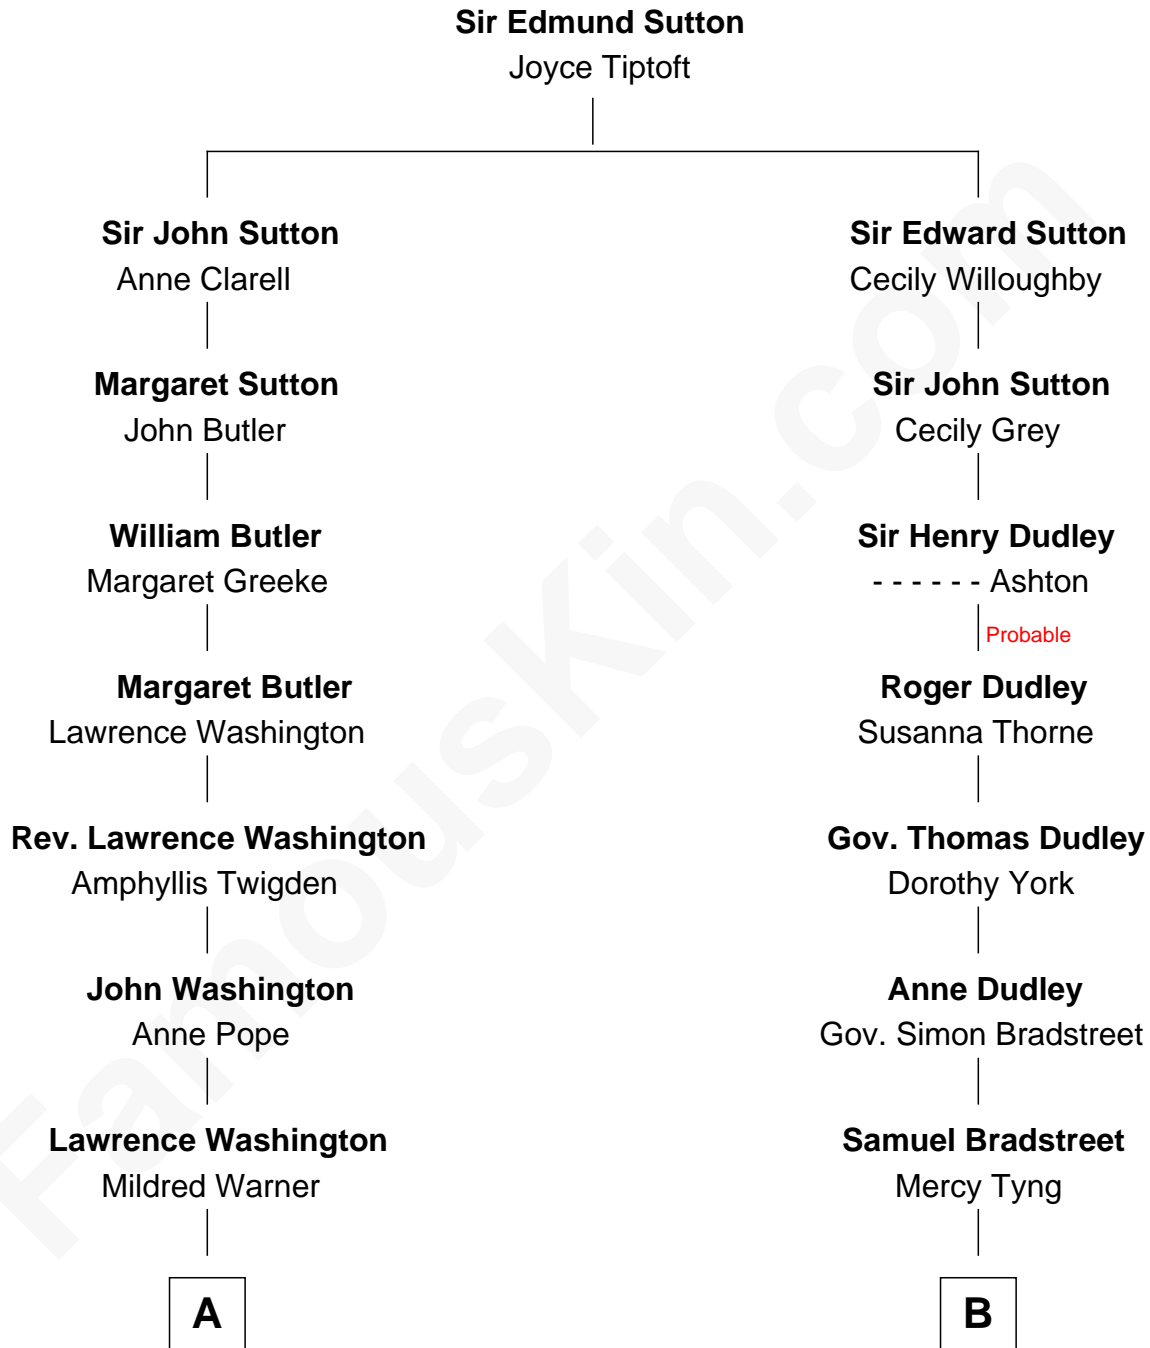 Sir Edmund Sutton
Joyce Tiptoft
Sir John Sutton
Anne Clarell
Margaret Sutton
John Butler
William Butler
Margaret Greeke
Margaret Butler
Lawrence Washington
Rev. Lawrence Washington
Amphyllis Twigden
John Washington
Anne Pope
Lawrence Washington
Mildred Warner
A
Sir Edward Sutton
Cecily Willoughby
Sir John Sutton
Cecily Grey
Sir Henry Dudley
- - - - - - Ashton
Probable
Roger Dudley
Susanna Thorne
Gov. Thomas Dudley
Dorothy York
Anne Dudley
Gov. Simon Bradstreet
Samuel Bradstreet
Mercy Tyng
B
FamousKin.com